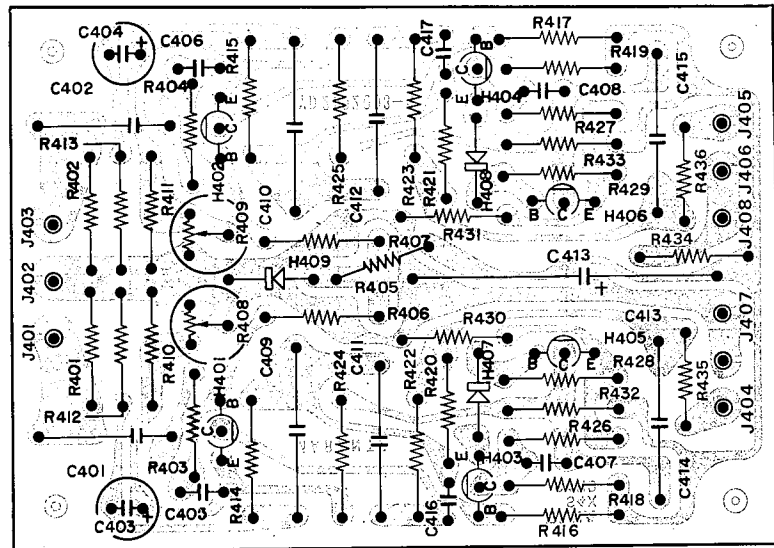 C404
+
C406
R415
C417
B
R417
R419
C415
C402
R404
E
C
E
H404
C408
J405
R413
C
B
R427
R402
R411
H402
R425
R423
R421
R408
R433
R429
R436
J406
J403
R409
C410
C412
B
C
E
H406
J408
R431
R407
R434
J402
H409
R405
C413
+
R408
R406
R430
C413
J407
J401
R410
C409
C411
H407
B
C
E
H405
R401
H401
R424
R422
R420
R428
R435
R432
J404
R412
B
C
R426
E
H403
C401
R403
E
C407
C414
R414
C416
C
R418
C403
+
C403
B
R416